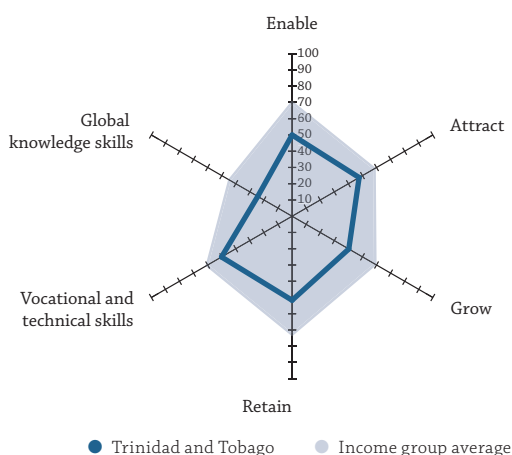 Enable
100
90
80
70
60
50
40
30
20
10
Attract
Global
knowledge skills
Vocational and
technical skills
Grow
Retain
Trinidad and Tobago
Income group average